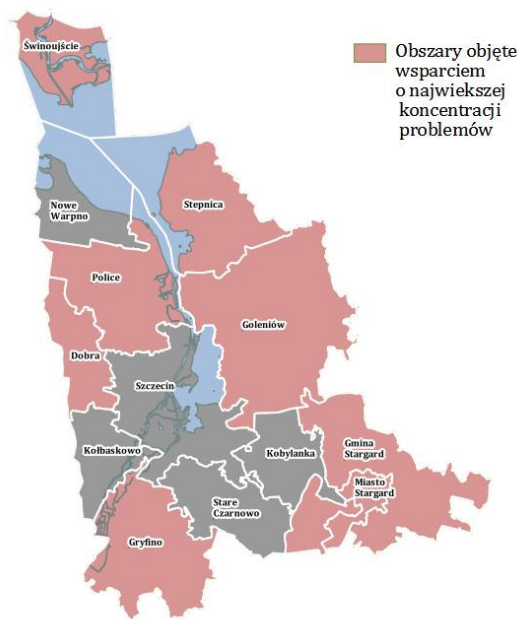 Świnoujście
Obszary objęte
wsparciem
o najwiekszej
koncentracji
problemów
Nowe
Warpno
Stepnica
Police
Goleniów
Dobra
Szczecin
Kołbaskowo
Kobylanka
Gmina
Stargard
Miasto
Stargard
Stare
Czarnowo
Gryfino